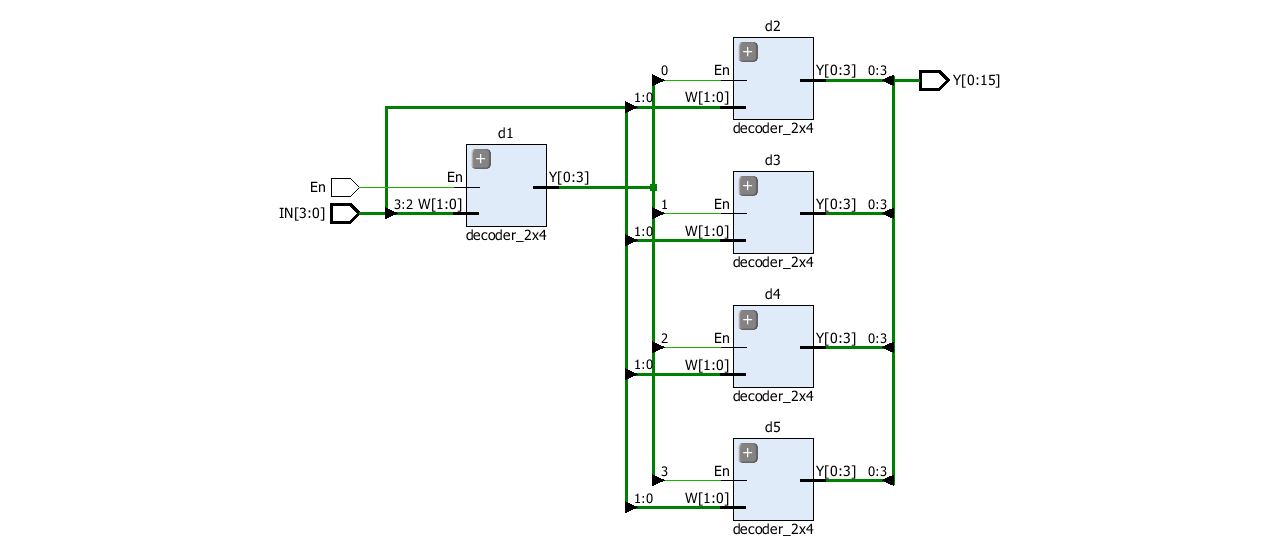 d2
+
0
En
Y[0:3]
0:3
Y[0:15]
1:0
W[1:0]
decoder_2x4
d1
+
En
En
Y[0:3]
IN[3:0]
3:2
W[1:0]
decoder_2x4
d3
+
1
En
Y[0:3]
0:3
1:0
W[1:0]
decoder_2x4
d4
+
2
En
Y[0:3]
0:3
1:0
W[1:0]
decoder_2x4
d5
+
3
En
Y[0:3]
0:3
1:0
W[1:0]
decoder_2x4